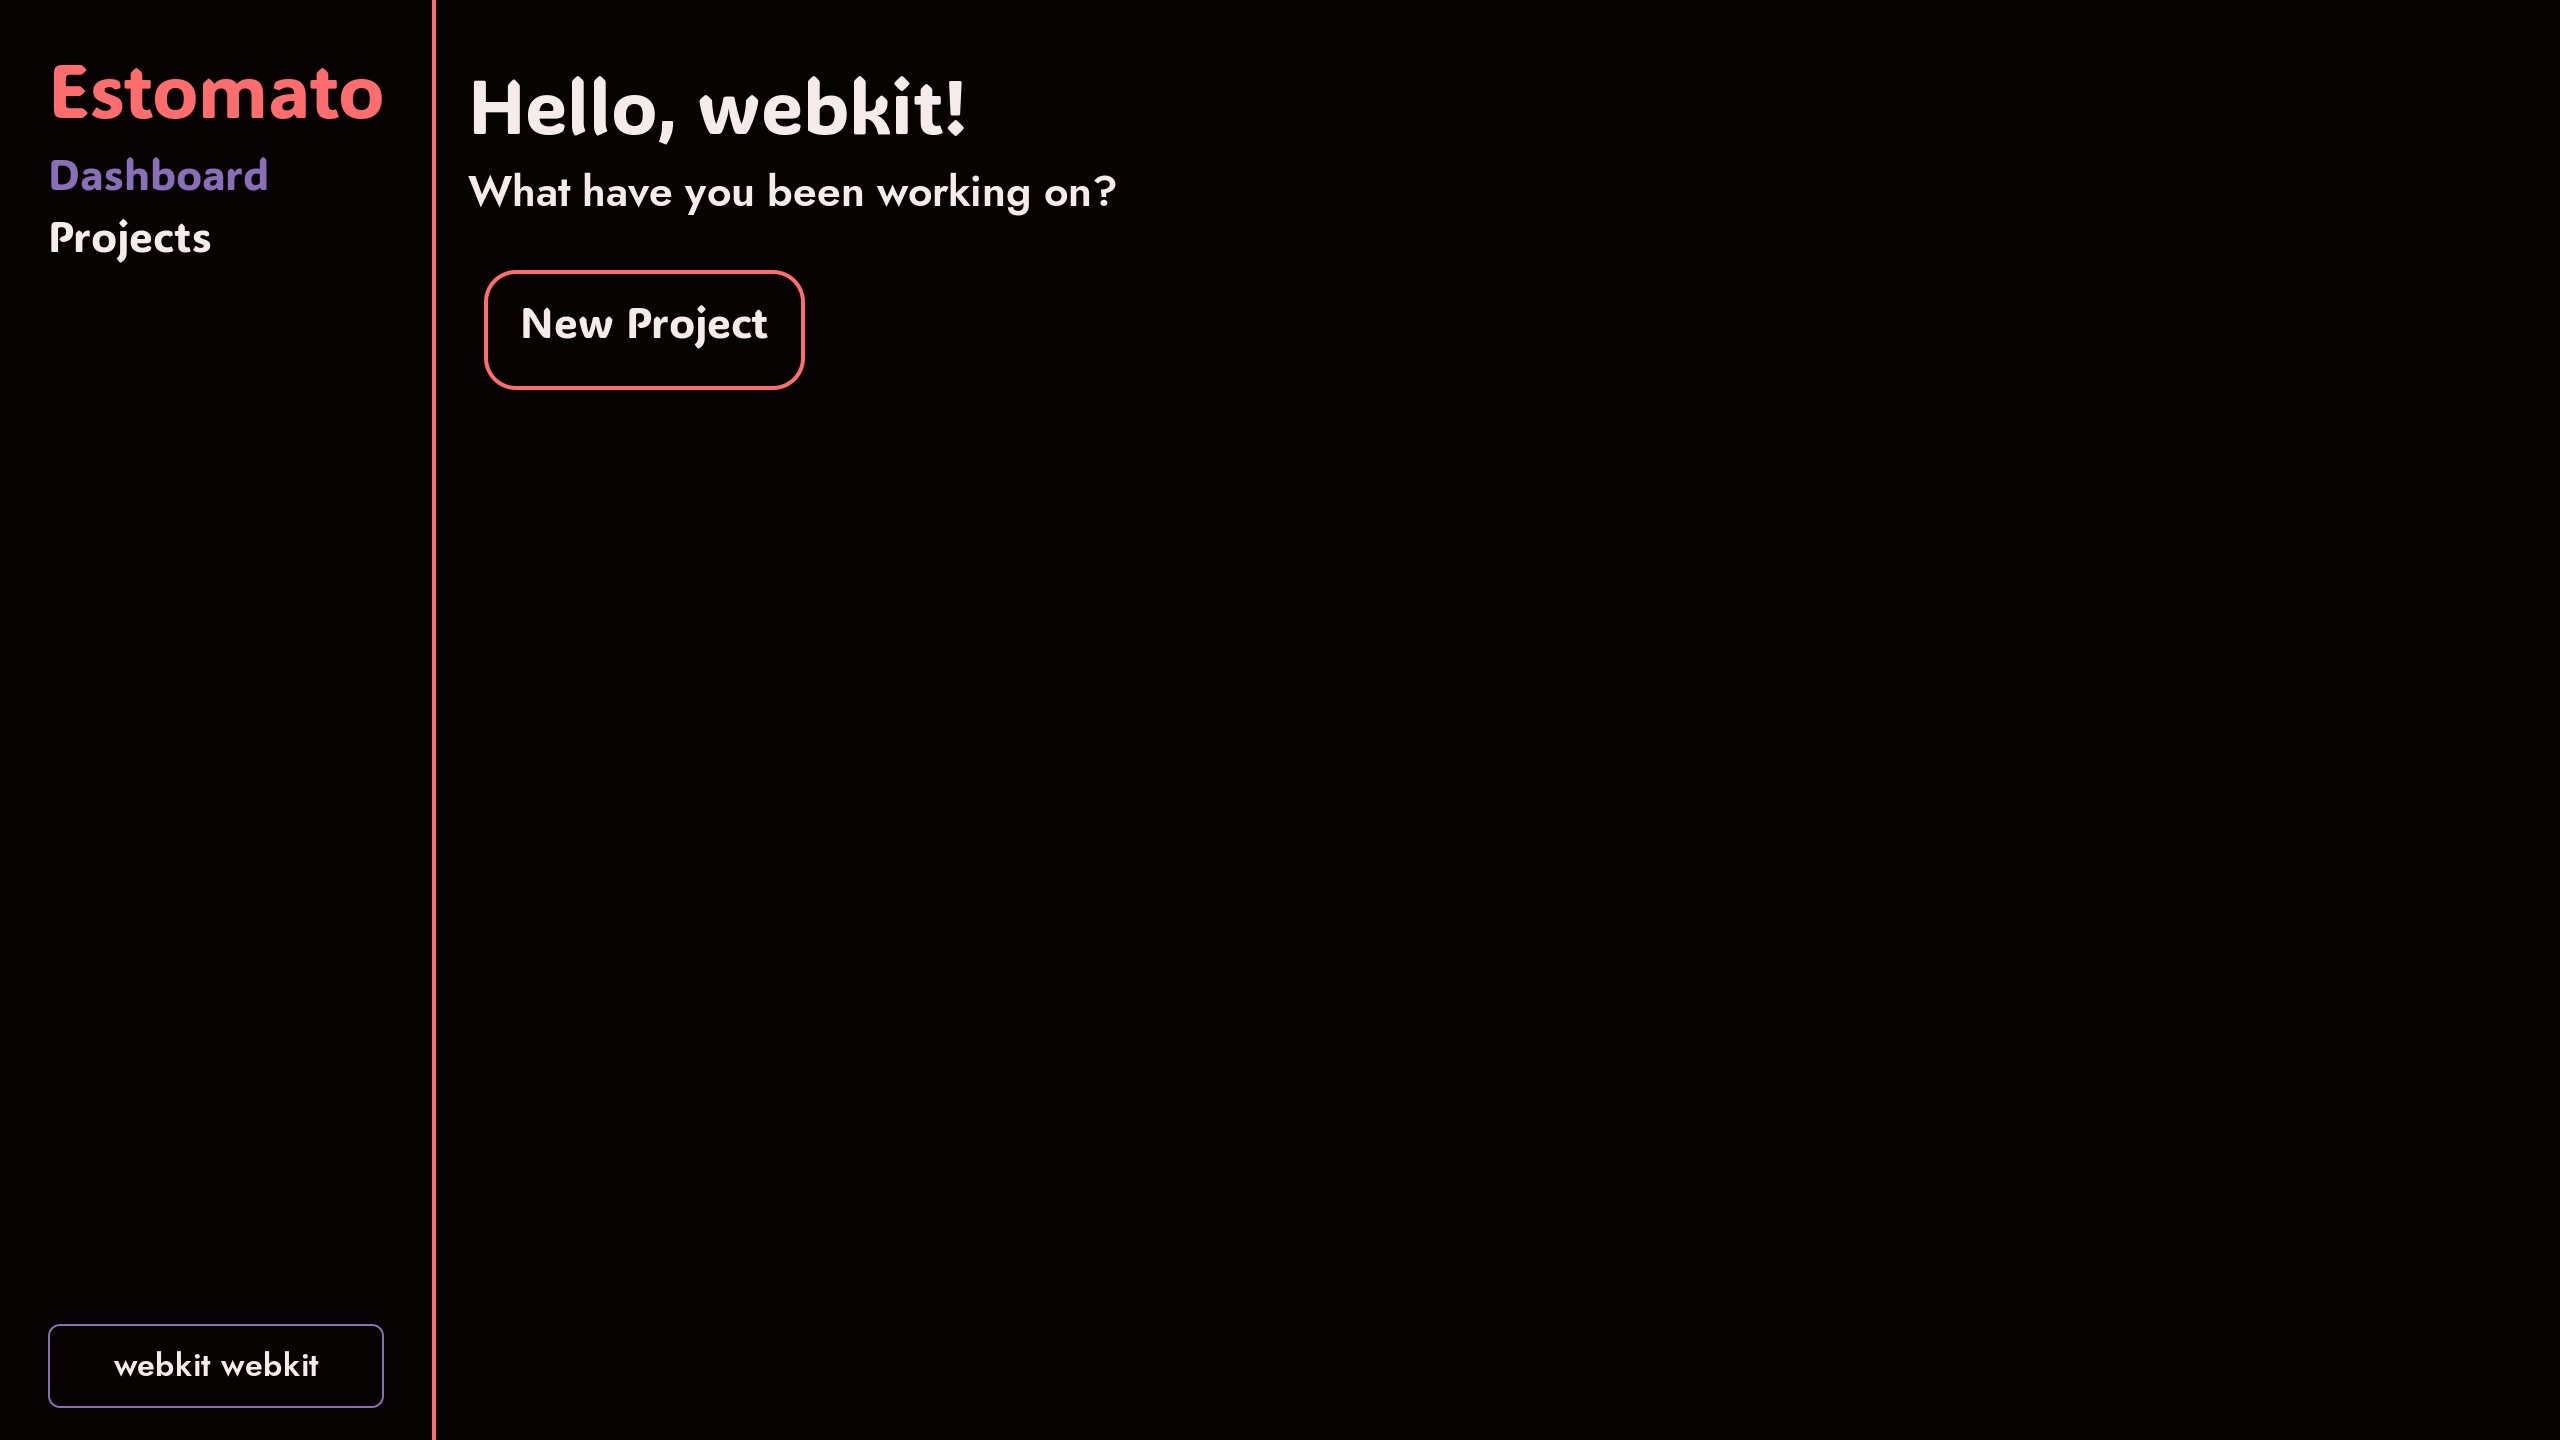 Estomato
Dashboard
Projects
Hello, webkit!
What have you been working on?
New Project
webkit webkit